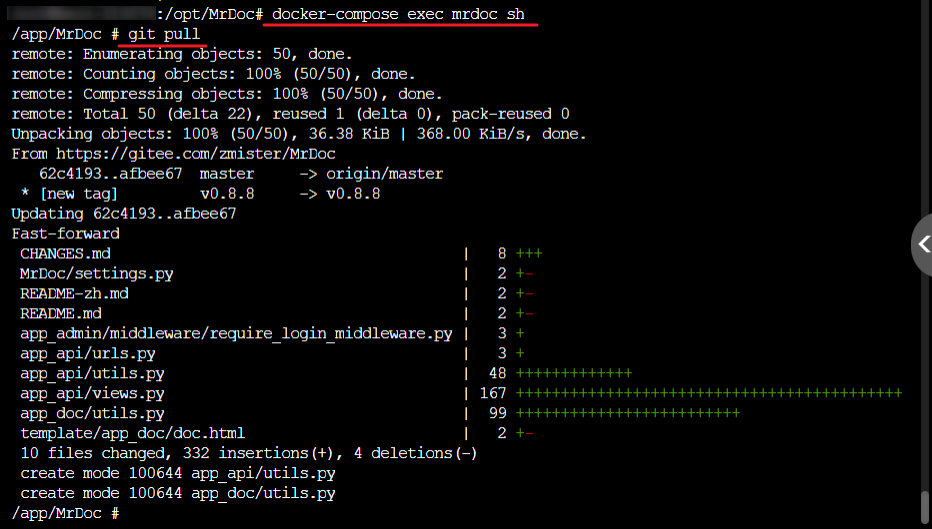 :/opt/MrDoc# docker-compose exec mrdoc sh
/app/MrDoc # git pull
remote: Enumerating objects: 50, done.
remote: Counting objects: 100% (50/50), done.
remote: Compressing objects: 100% (50/50), done.
remote: Total 50 (delta 22), reused 1 (delta 0), pack-reused 0
Unpacking objects: 100% (50/50), 36.38 KiB | 368.00 KiB/s, done.
From https://gitee.com/zmister/MrDoc
   62c4193..afbee67  master     -> origin/master
 * [new tag]         v0.8.8     -> v0.8.8
Updating 62c4193..afbee67
Fast-forward
 CHANGES.md                                       |   8 +++
 MrDoc/settings.py                                |   2 +-
 README-zh.md                                     |   2 +-
 README.md                                        |   2 +-
 app_admin/middleware/require_login_middleware.py |   3 +
 app_api/urls.py                                  |   3 +
 app_api/utils.py                                 |  48 +++++++++++++
 app_api/views.py                                 | 167 +++++++++++++++++++++++++++++++++++++++++++
 app_doc/utils.py                                 |  99 +++++++++++++++++++++++++
 template/app_doc/doc.html                        |   2 +-
 10 files changed, 332 insertions(+), 4 deletions(-)
 create mode 100644 app_api/utils.py
 create mode 100644 app_doc/utils.py
/app/MrDoc #